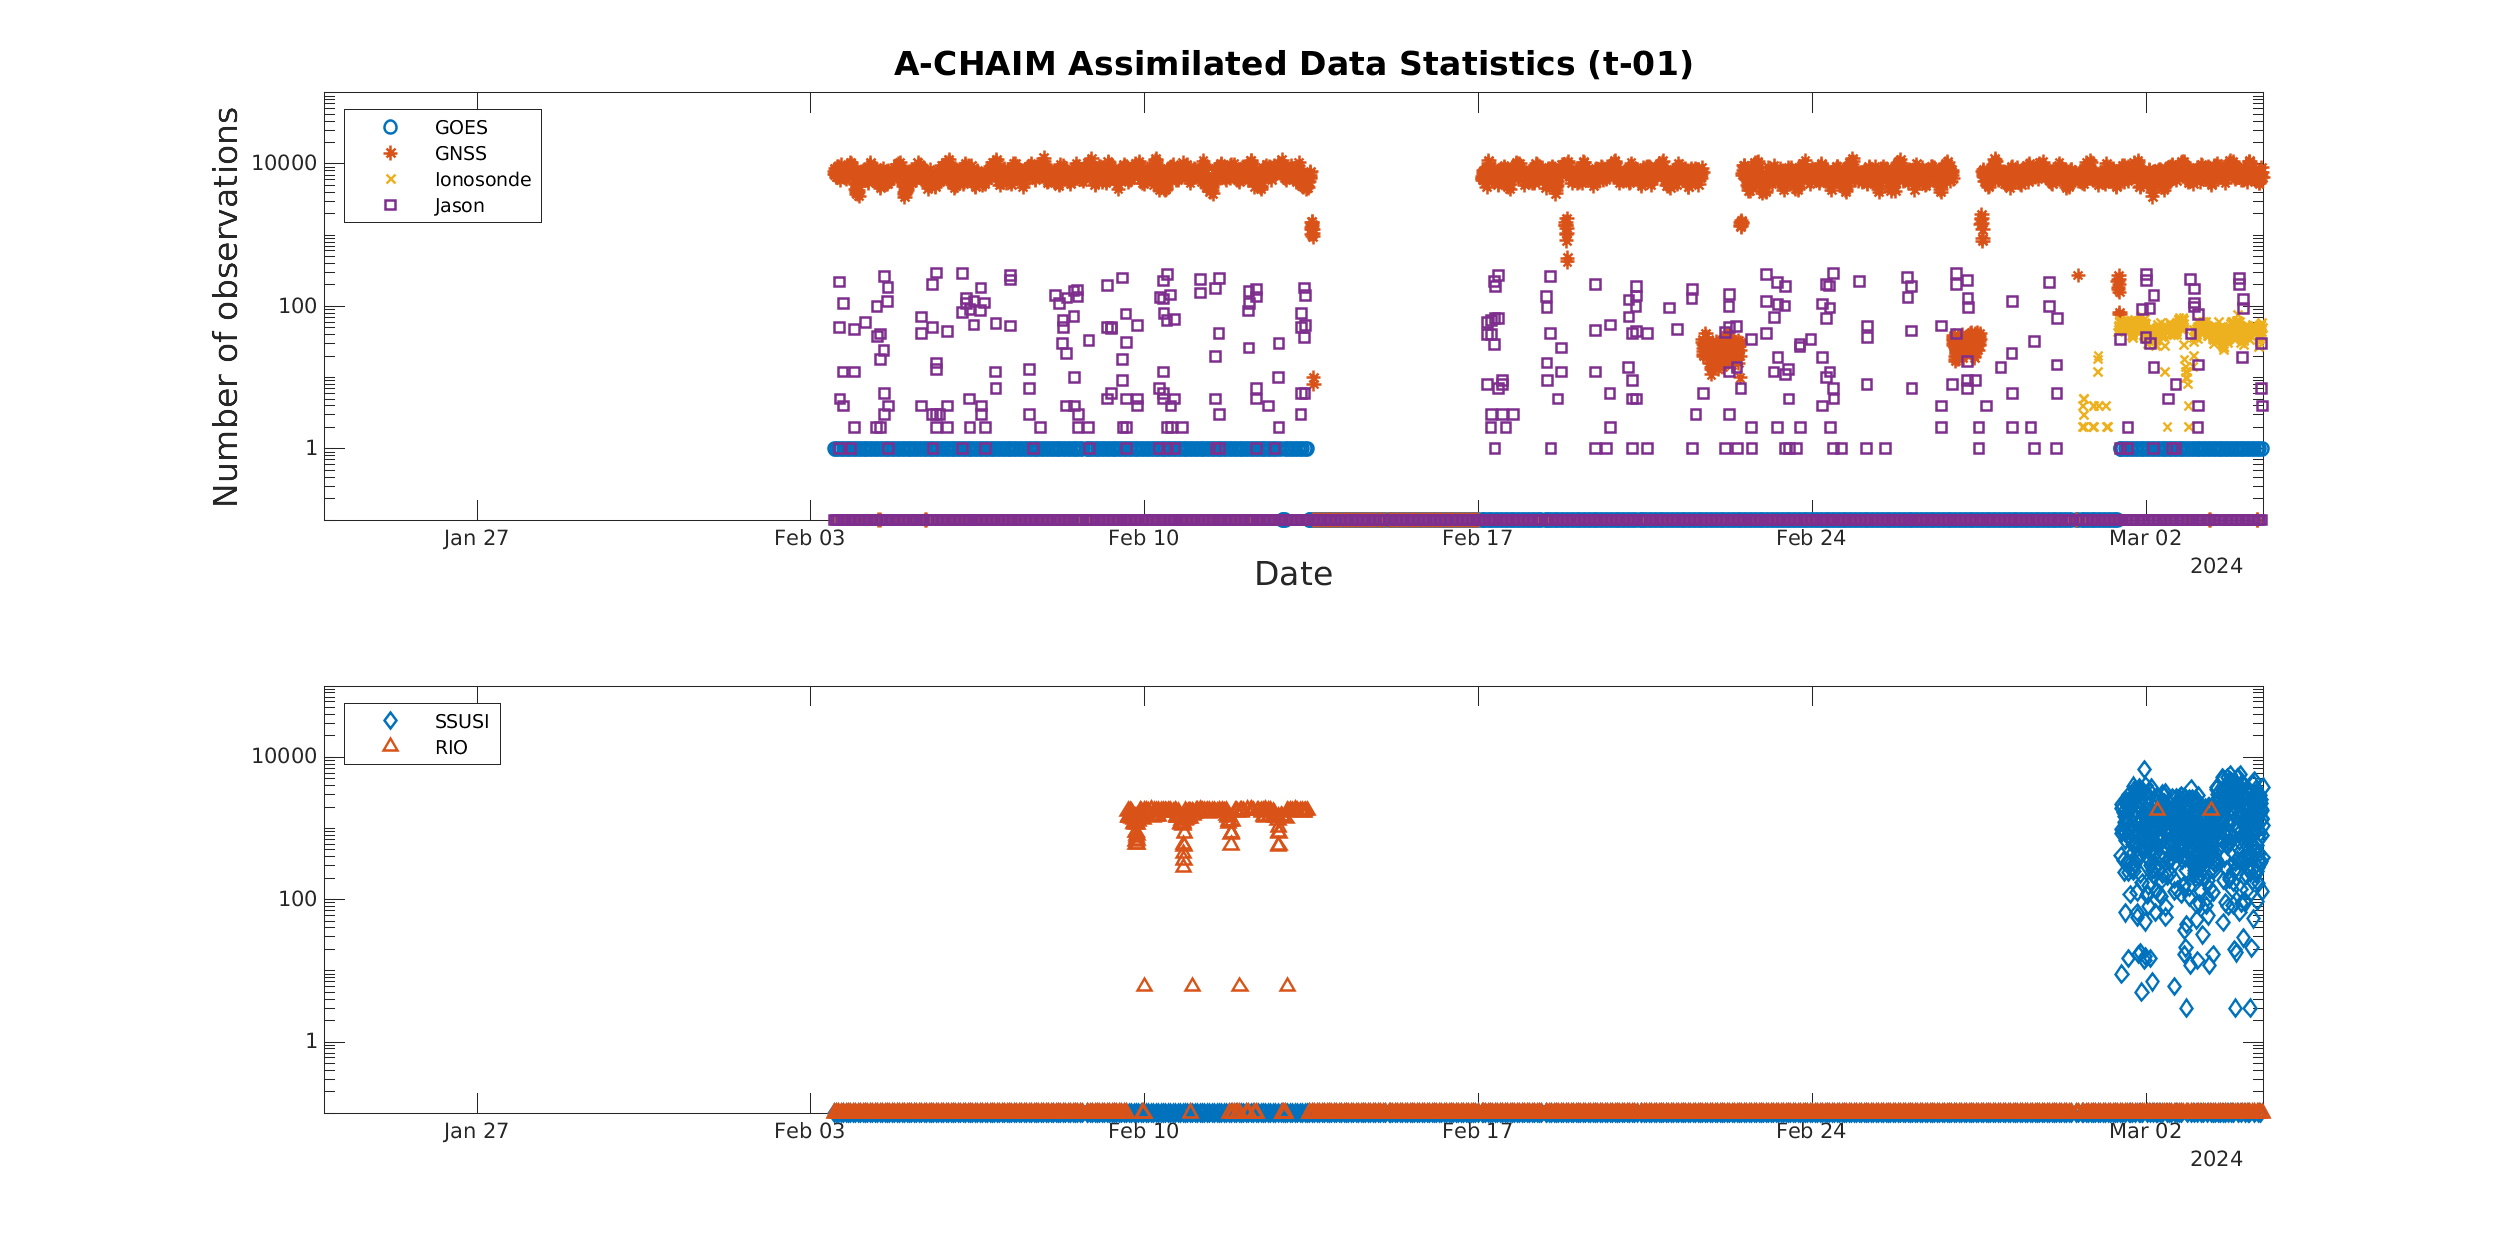 A-CHAIM Assimilated Data Statistics (t-01)
Number of observations
GOES
GNSS
Ionosonde
Jason
10000
100
1
Jan 27
Feb 03
Feb 10
Feb 17
Feb 24
Mar 02
2024
Date
SSUSI
RIO
10000
100
1
Jan 27
Feb 03
Feb 10
Feb 17
Feb 24
Mar 02
2024